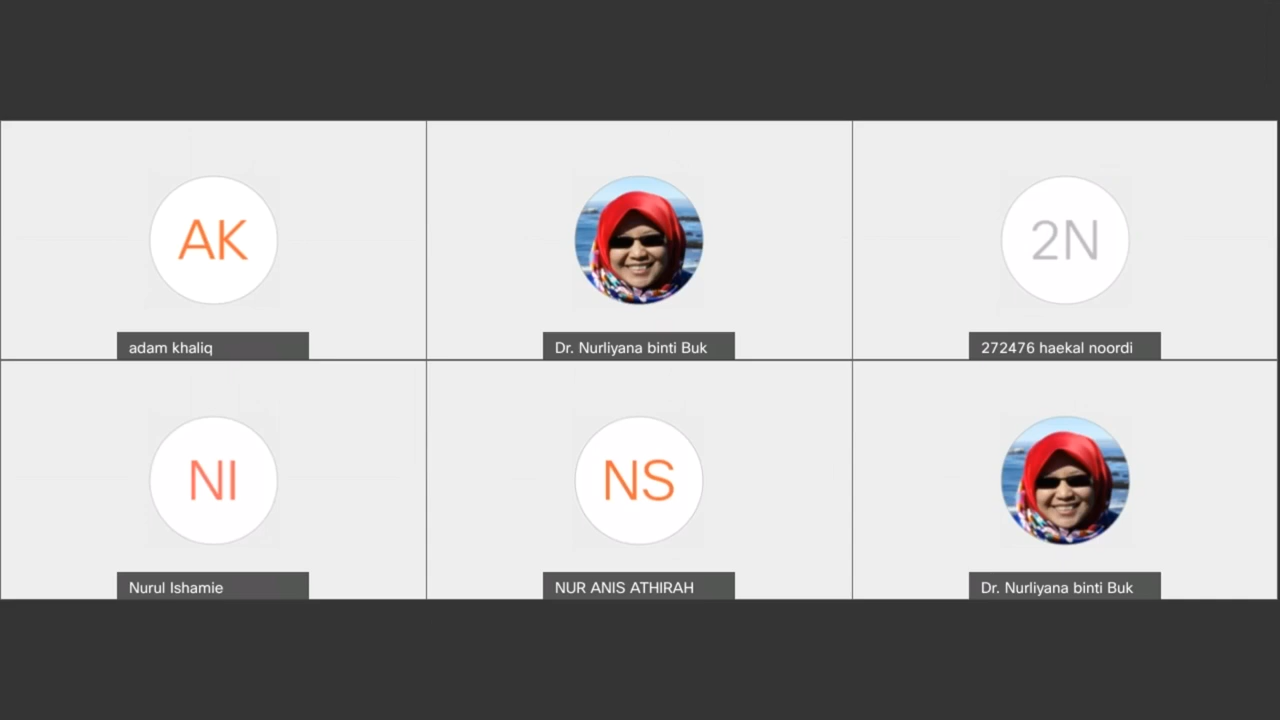 AK
adam khaliq
Dr. Nurliyana binti Buk
2N
272476 haekal noordi
NI
Nurul Ishamie
NS
NUR ANIS ATHIRAH
Dr. Nurliyana binti Buk